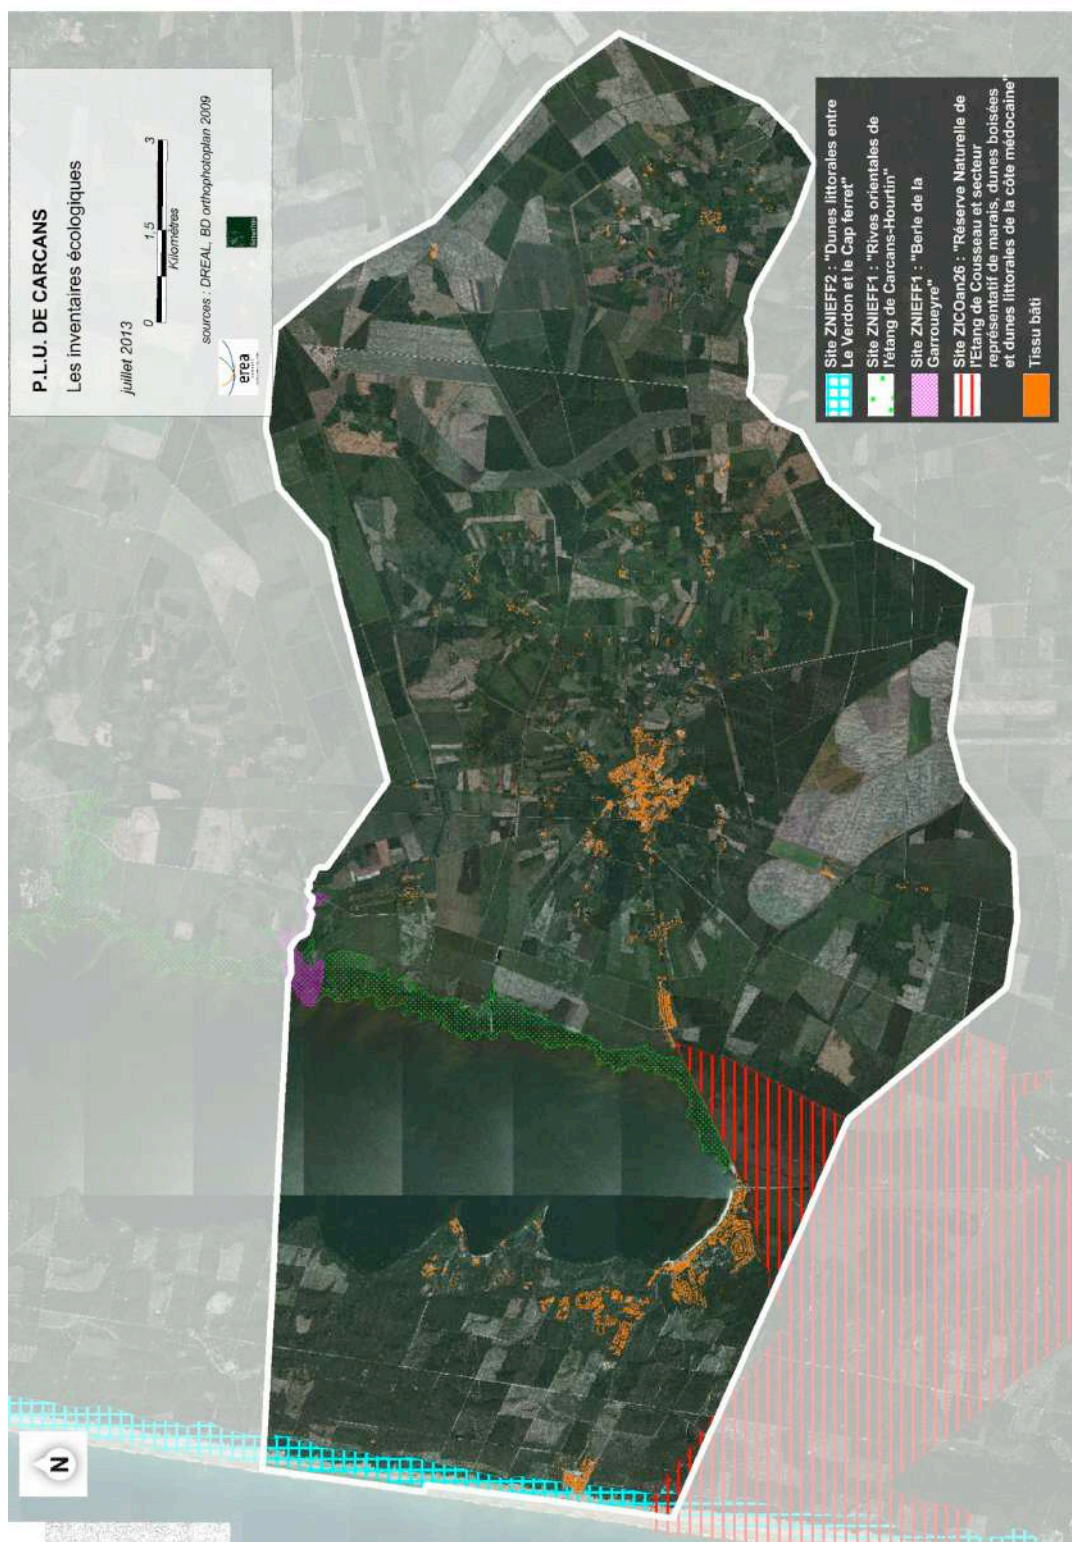 P.L.U. DE CARCANS
Les inventaires écologiques
juillet 2013
0
1,5
3
Kilomètres
sources : DREAL, BD orthophotoplan 2009
erea
N
Site ZNIEFF2 : "Dunes littorales entre
Le Verdon et le Cap ferret"
Site ZNIEFF1 : "Rives orientales de
l'étang de Carcans-Hourtin"
Site ZNIEFF1 : "Berle de la
Garroueyre"
Site ZICOan26 : "Réserve Naturelle de
l'Etang de Cousseau et secteur
représentatif de marais, dunes boisées
et dunes littorales de la côte médocaine"
Tissu bâti